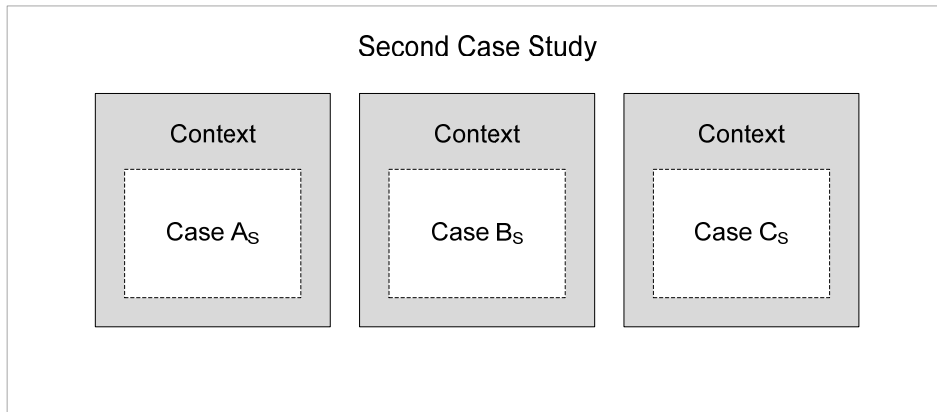 Second Case Study
Context Context Context
Case Aₛ Case Bₛ Case Cₛ